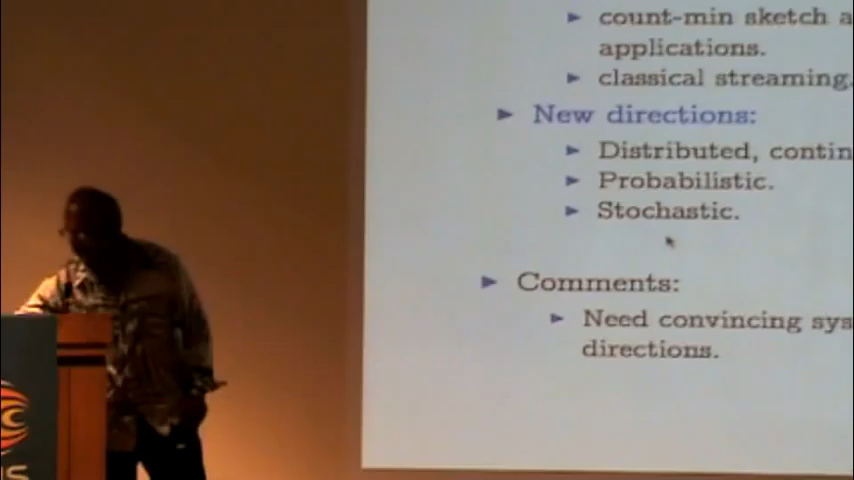 ► count-min sketch a
applications.
► classical streaming.
► New directions:
► Distributed, contin
► Probabilistic.
► Stochastic.
► Comments:
► Need convincing sys
directions.